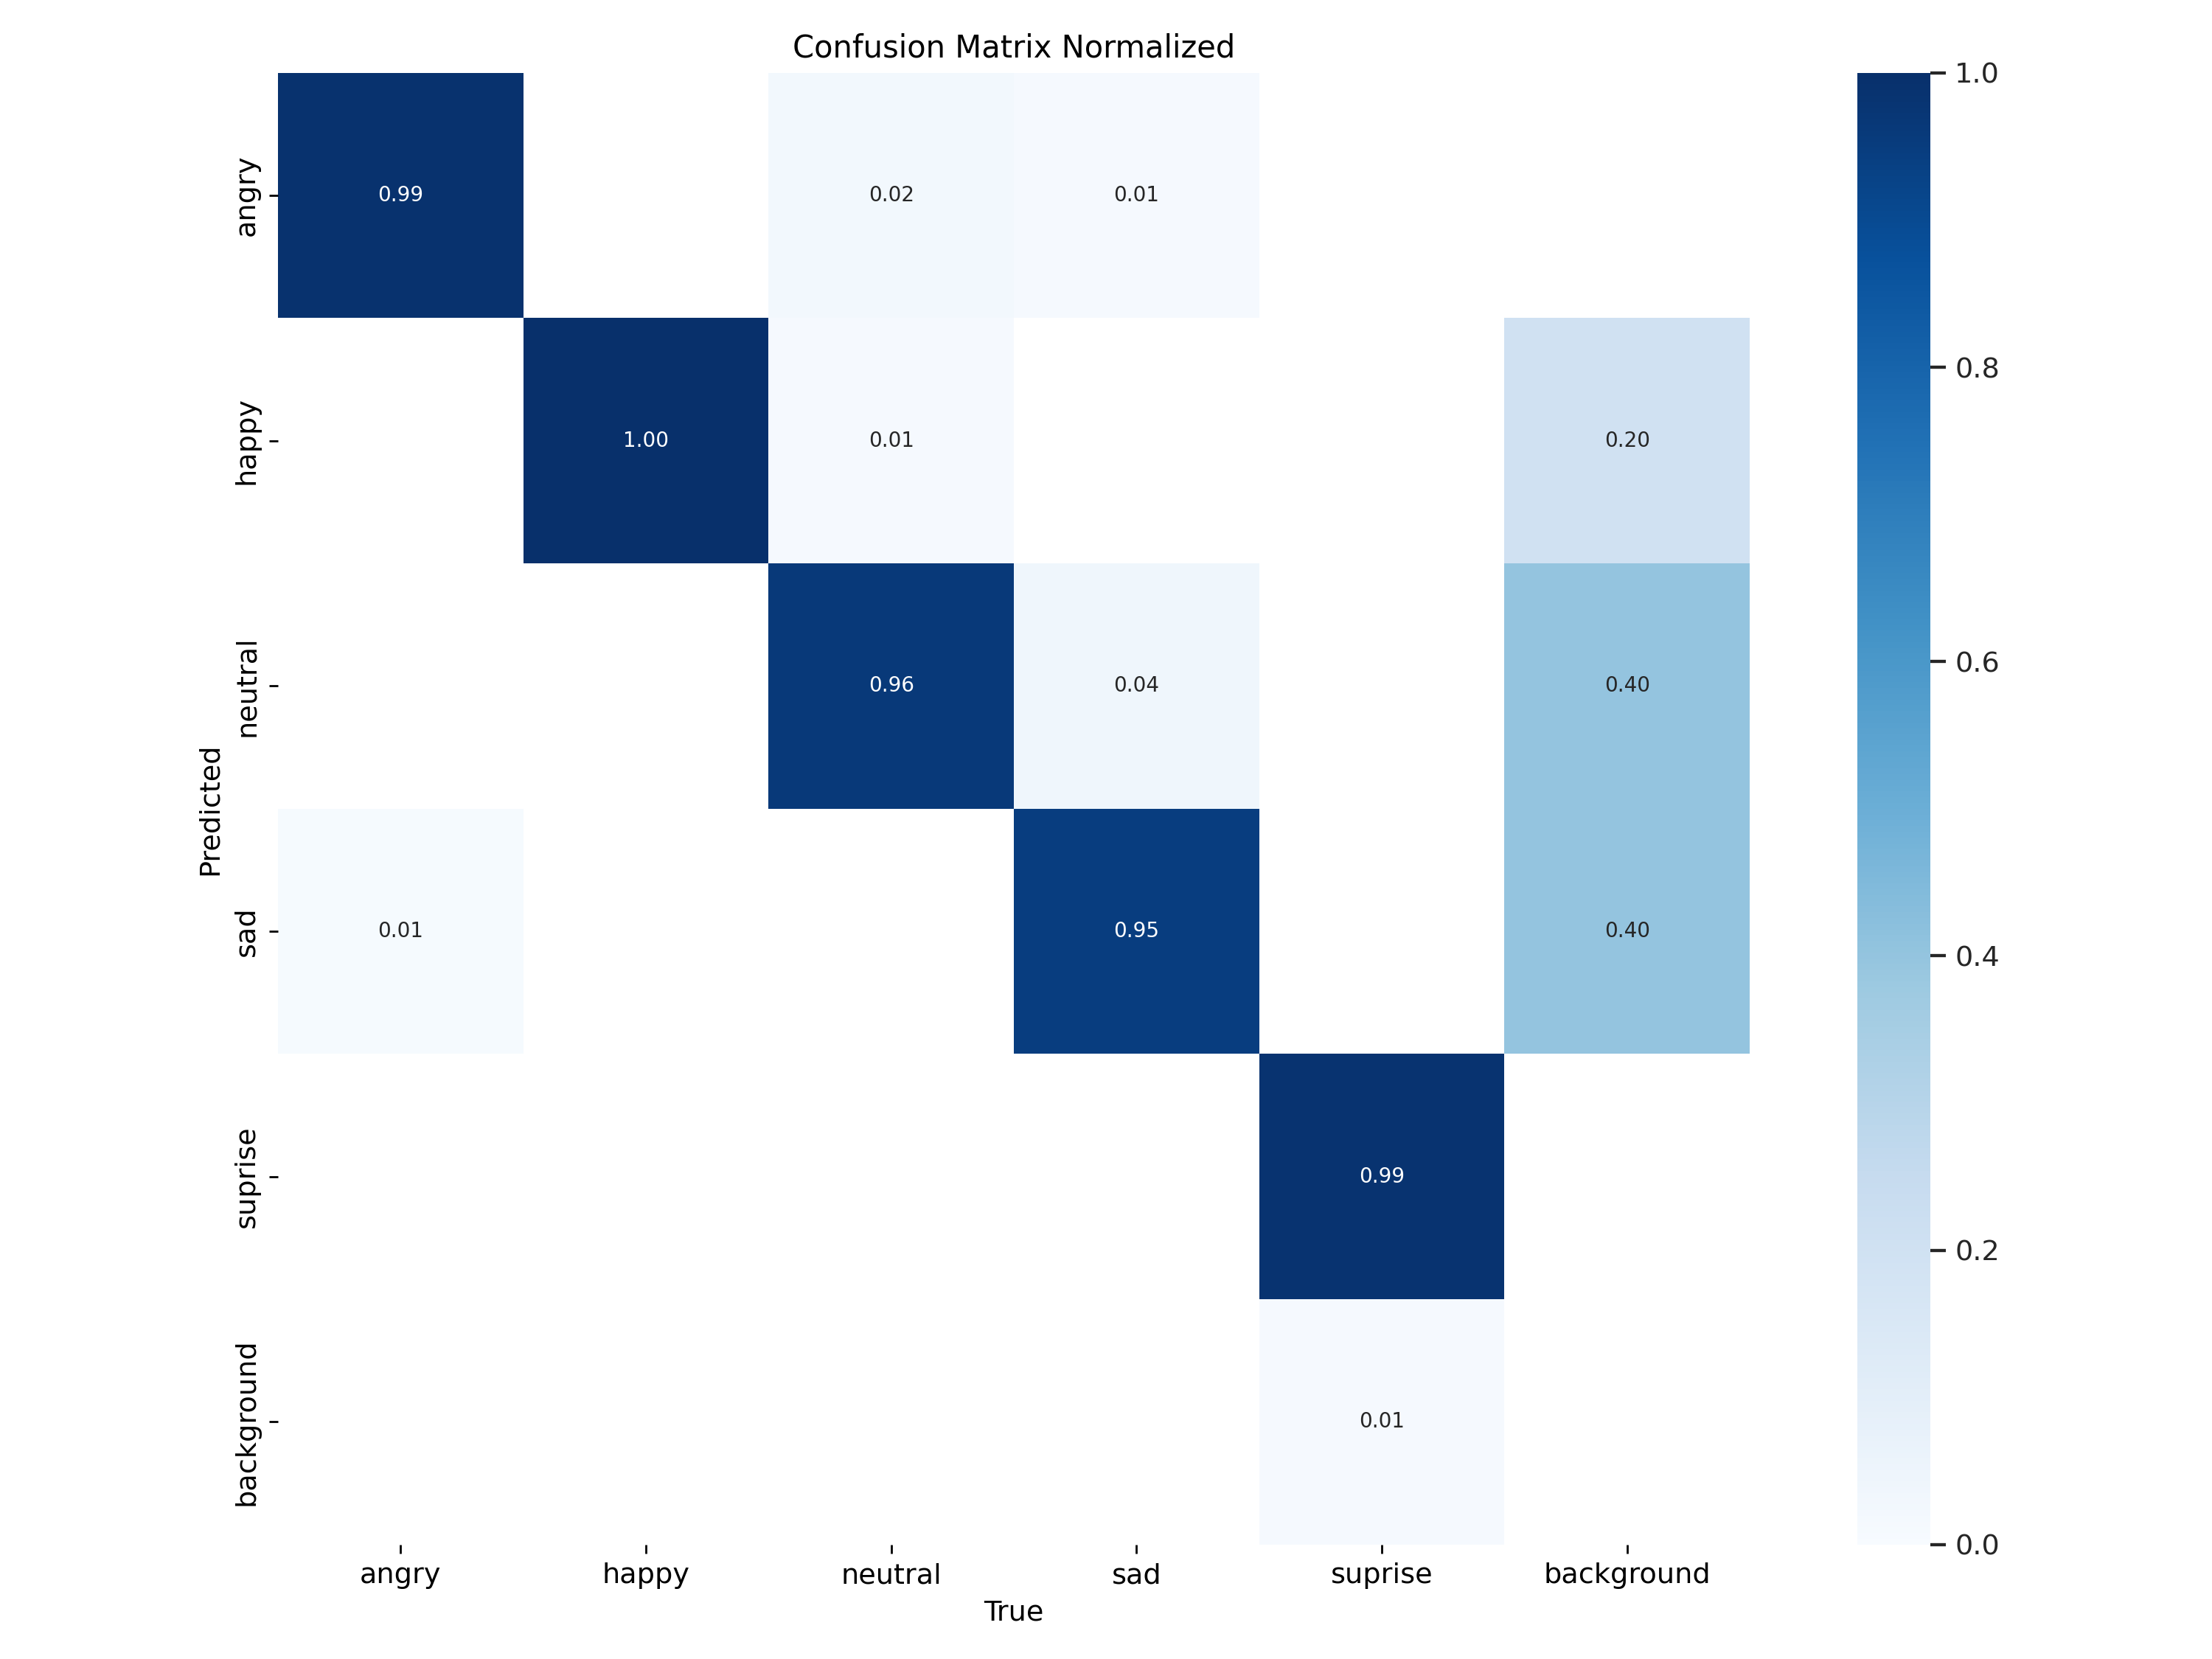 Confusion Matrix Normalized
angry
0.99
0.02
0.01
happy
1.00
0.01
0.20
neutral
0.96
0.04
0.40
sad
0.01
0.95
0.40
suprise
0.99
background
0.01
Predicted
angry
happy
neutral
sad
suprise
background
True
1.0
0.8
0.6
0.4
0.2
0.0